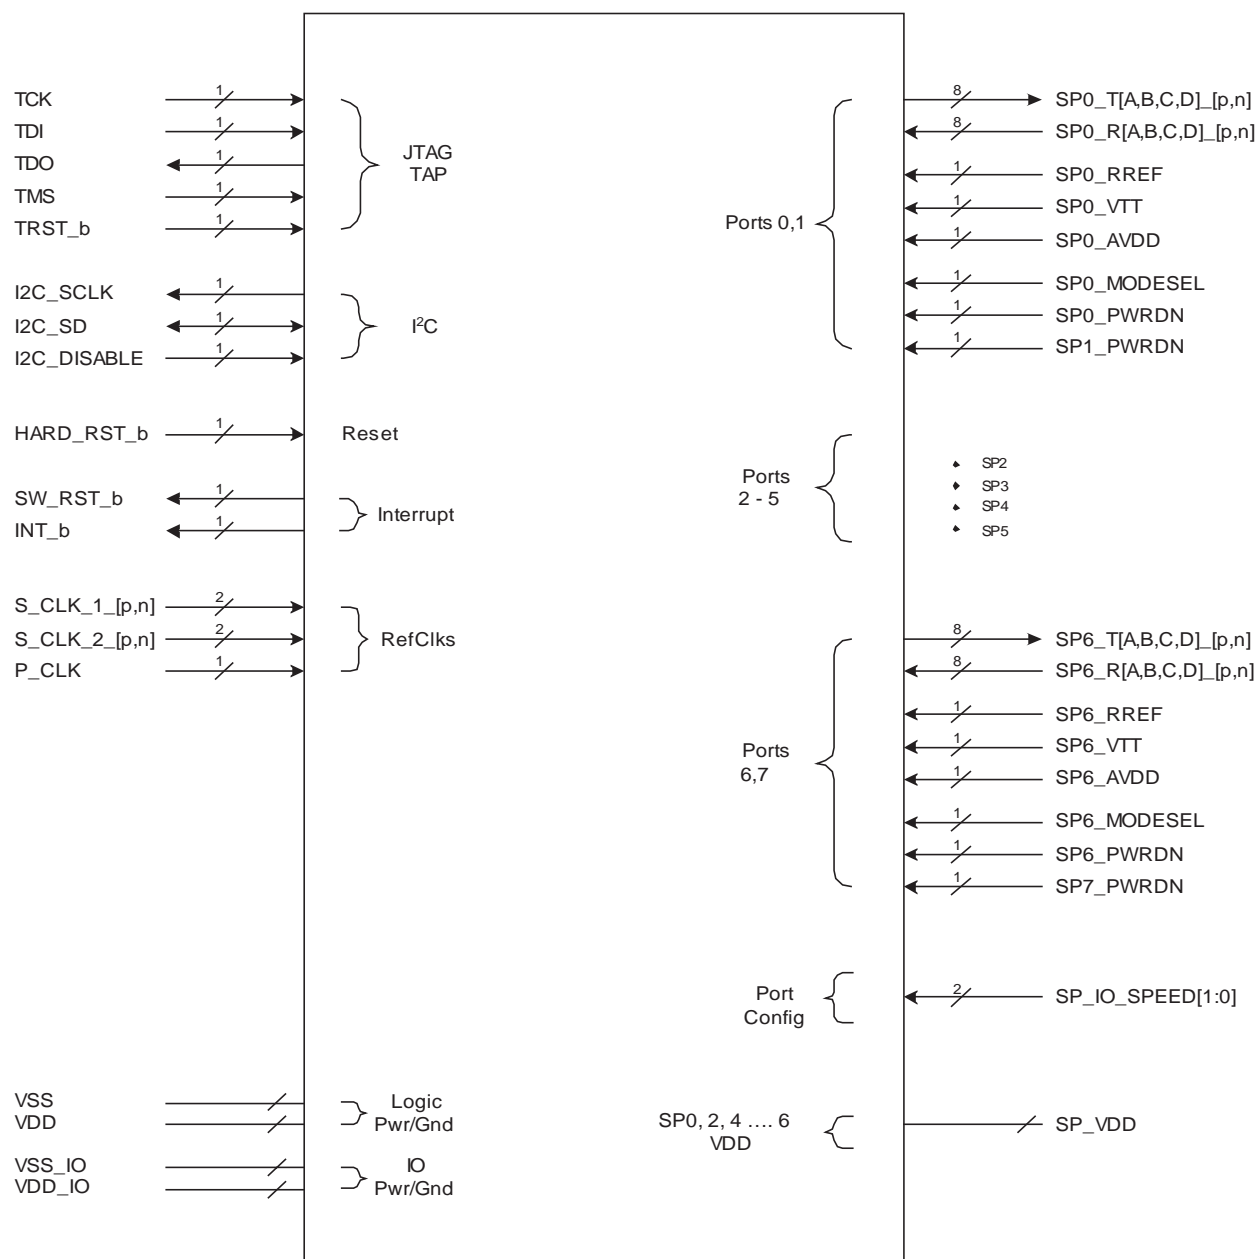 TCK 1
TDI 1
TDO 1
TMS 1
TRST_b 1
JTAG
TAP
I2C_SCLK 1
I2C_SD 1
I2C_DISABLE 1
I²C
HARD_RST_b 1
Reset
SW_RST_b 1
INT_b 1
Interrupt
S_CLK_1_[p,n] 2
S_CLK_2_[p,n] 2
P_CLK 1
RefClks
VSS
VDD
Logic
Pwr/Gnd
VSS_IO
VDD_IO
IO
Pwr/Gnd
Ports 0,1
8 SP0_T[A,B,C,D]_[p,n]
8 SP0_R[A,B,C,D]_[p,n]
1 SP0_RREF
1 SP0_VTT
1 SP0_AVDD
1 SP0_MODESEL
1 SP0_PWRDN
1 SP1_PWRDN
Ports
2 - 5
SP2
SP3
SP4
SP5
Ports
6,7
8 SP6_T[A,B,C,D]_[p,n]
8 SP6_R[A,B,C,D]_[p,n]
1 SP6_RREF
1 SP6_VTT
1 SP6_AVDD
1 SP6_MODESEL
1 SP6_PWRDN
1 SP7_PWRDN
Port
Config
2 SP_IO_SPEED[1:0]
SP0, 2, 4 .... 6
VDD
SP_VDD